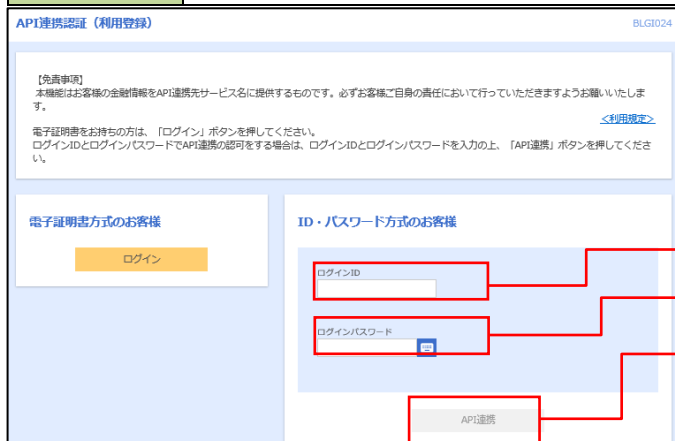 API連携認証（利用登録）
BLGI024
【免責事項】
本機能はお客様の金融情報をAPI連携先サービス名に提供するものです。必ずお客様ご自身の責任において行っていただきますようお願いいたしま
す。
<利用規定>
電子証明書をお持ちの方は、「ログイン」ボタンを押してください。
ログインIDとログインパスワードでAPI連携の認可をする場合は、ログインIDとログインパスワードを入力の上、「API連携」ボタンを押してくださ
い。
電子証明書方式のお客様
ログイン
ID・パスワード方式のお客様
ログインID
ログインパスワード
API連携